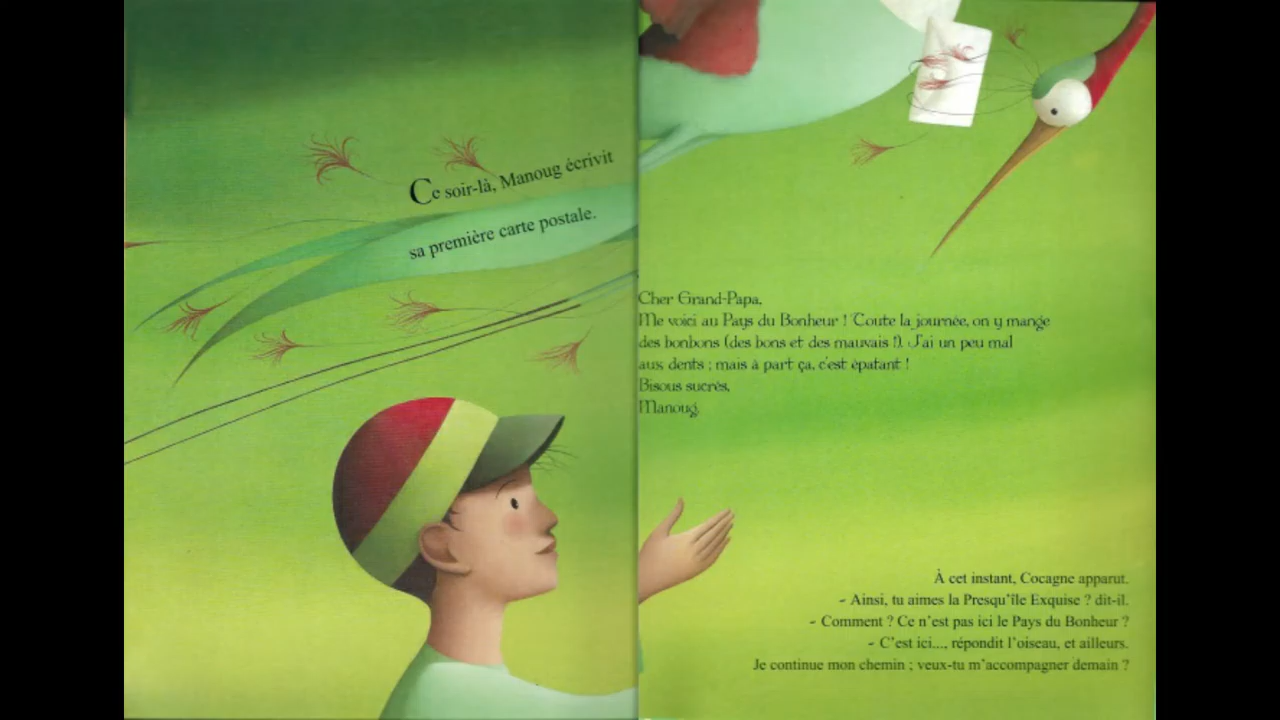 Ce soir-là, Manoug écrivit
sa première carte postale.
Cher Grand-Papa,
Me voici au Pays du Bonheur ! Toute la journée, on y mange
des bonbons (des bons et des mauvais !). J'ai un peu mal
aux dents ; mais à part ça, c'est épatant !
Bisous sucrés,
Manoug.
À cet instant, Cocagne apparut.
- Ainsi, tu aimes la Presqu'île Exquise ? dit-il.
- Comment ? Ce n'est pas ici le Pays du Bonheur ?
- C'est ici..., répondit l'oiseau, et ailleurs.
Je continue mon chemin ; veux-tu m'accompagner demain ?